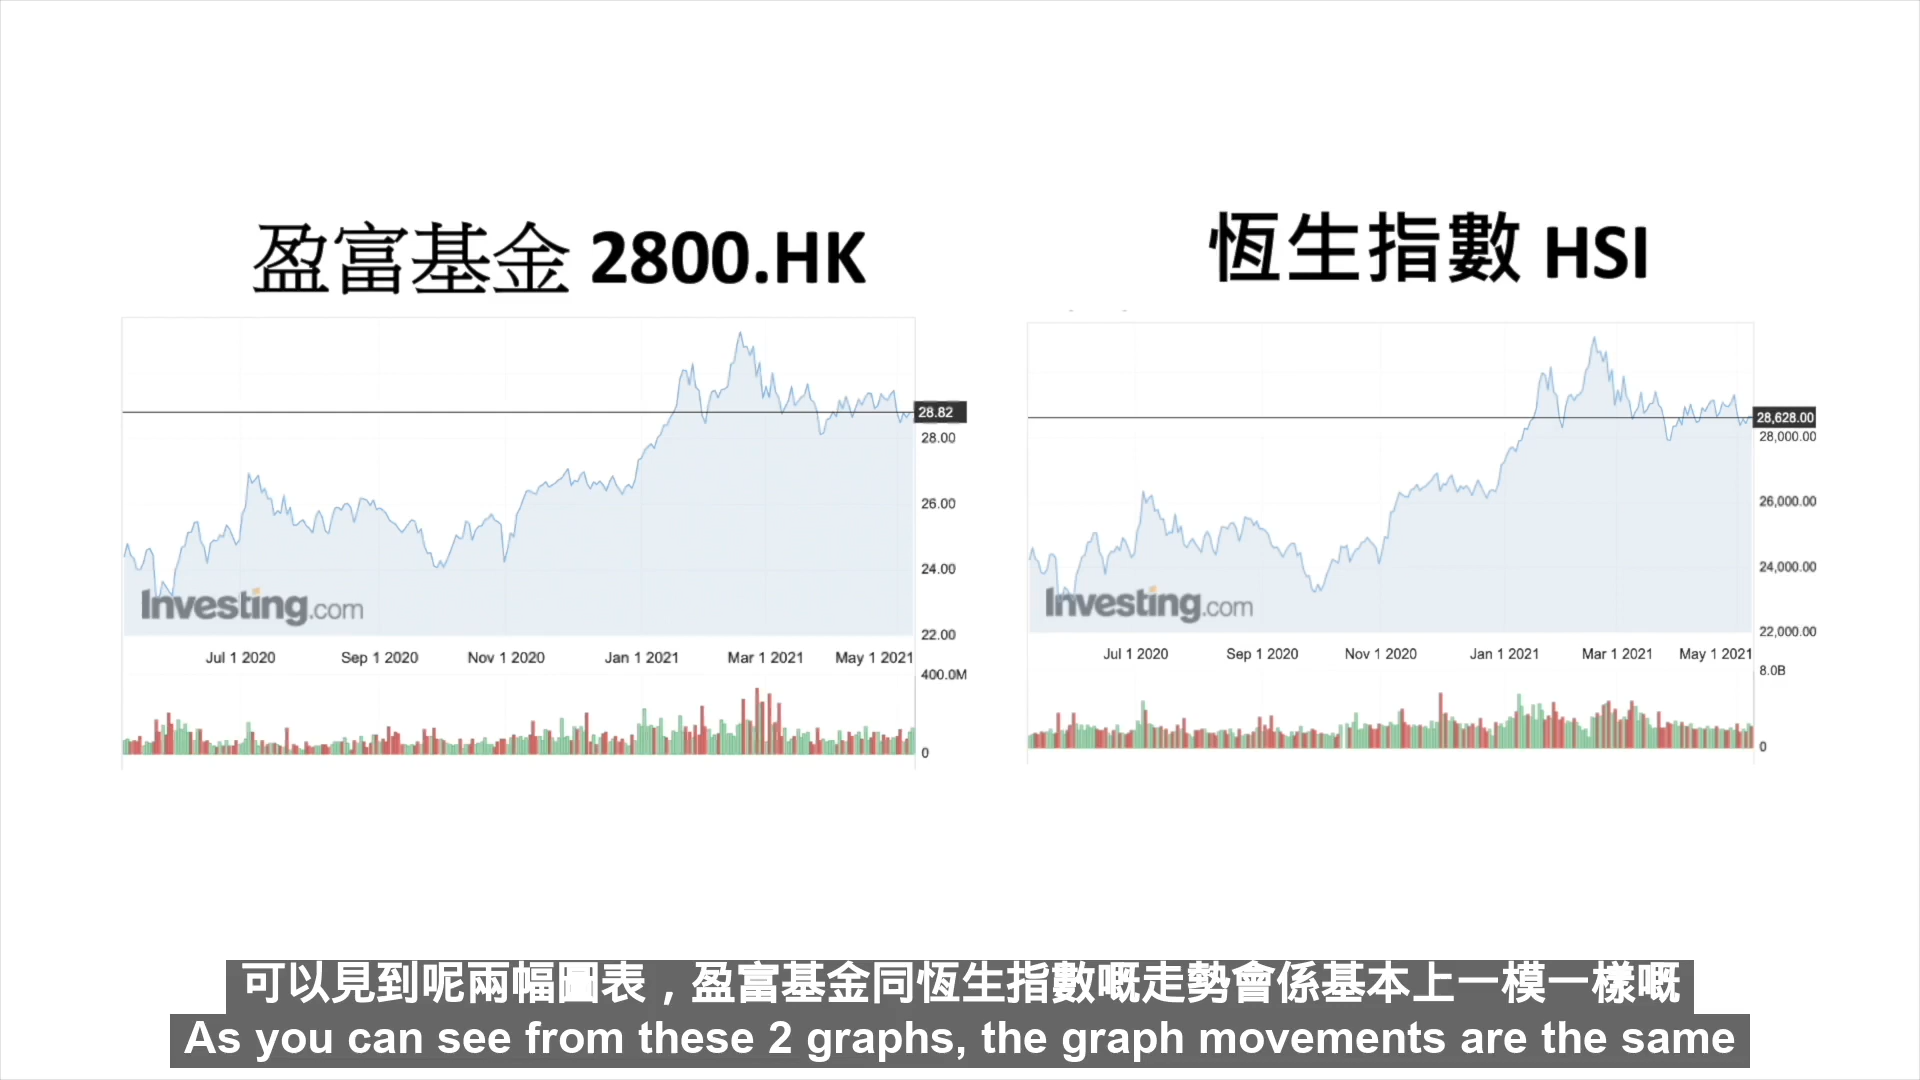 盈富基金 2800.HK
28.82
28.00
26.00
24.00
22.00
Investing.com
Jul 1 2020 Sep 1 2020 Nov 1 2020 Jan 1 2021 Mar 1 2021 May 1 2021
400.0M
0
恆生指數 HSI
28,628.00
28,000.00
26,000.00
24,000.00
22,000.00
Investing.com
Jul 1 2020 Sep 1 2020 Nov 1 2020 Jan 1 2021 Mar 1 2021 May 1 2021
8.0B
0
可以見到呢兩幅圖表，盈富基金同恆生指數嘅走勢會係基本上一模一樣嘅
As you can see from these 2 graphs, the graph movements are the same